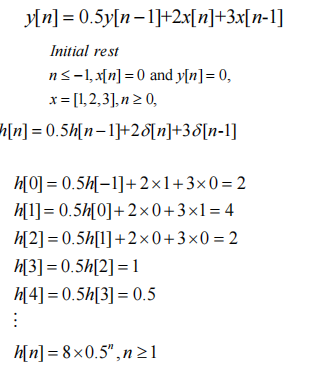 y[n] = 0.5y[n−1]+2x[n]+3x[n-1]
Initial rest
n ≤ −1, x[n] = 0 and y[n] = 0,
x = [1,2,3], n ≥ 0,
h[n] = 0.5h[n−1]+2δ[n]+3δ[n-1]
h[0] = 0.5h[−1]+2×1+3×0 = 2
h[1] = 0.5h[0]+2×0+3×1 = 4
h[2] = 0.5h[1]+2×0+3×0 = 2
h[3] = 0.5h[2] = 1
h[4] = 0.5h[3] = 0.5
⋮
h[n] = 8×0.5ⁿ, n ≥ 1